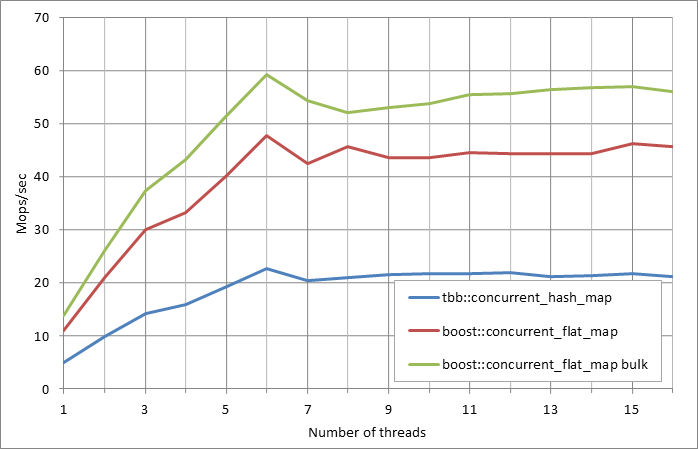 70
60
50
40
30
20
10
0
Mops/sec
tbb::concurrent_hash_map
boost::concurrent_flat_map
boost::concurrent_flat_map bulk
1 3 5 7 9 11 13 15
Number of threads